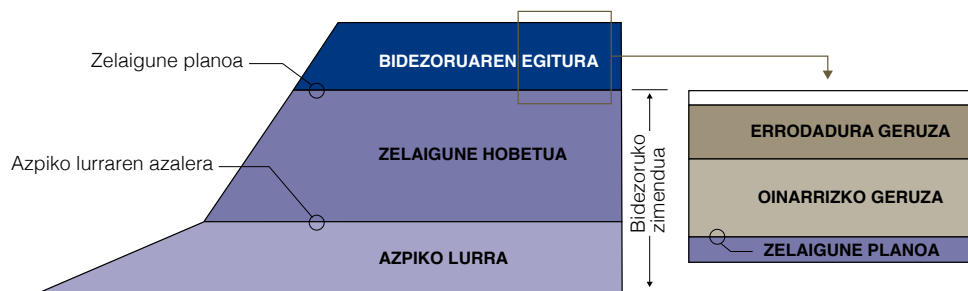 Zelaigune planoa
BIDEZORUAREN EGITURA
Azpiko lurraren azalera
ZELAIGUNE HOBETUA
AZPIKO LURRA
Bidezoruko
zimendua
ERRODADURA GERUZA
OINARRIZKO GERUZA
ZELAIGUNE PLANOA